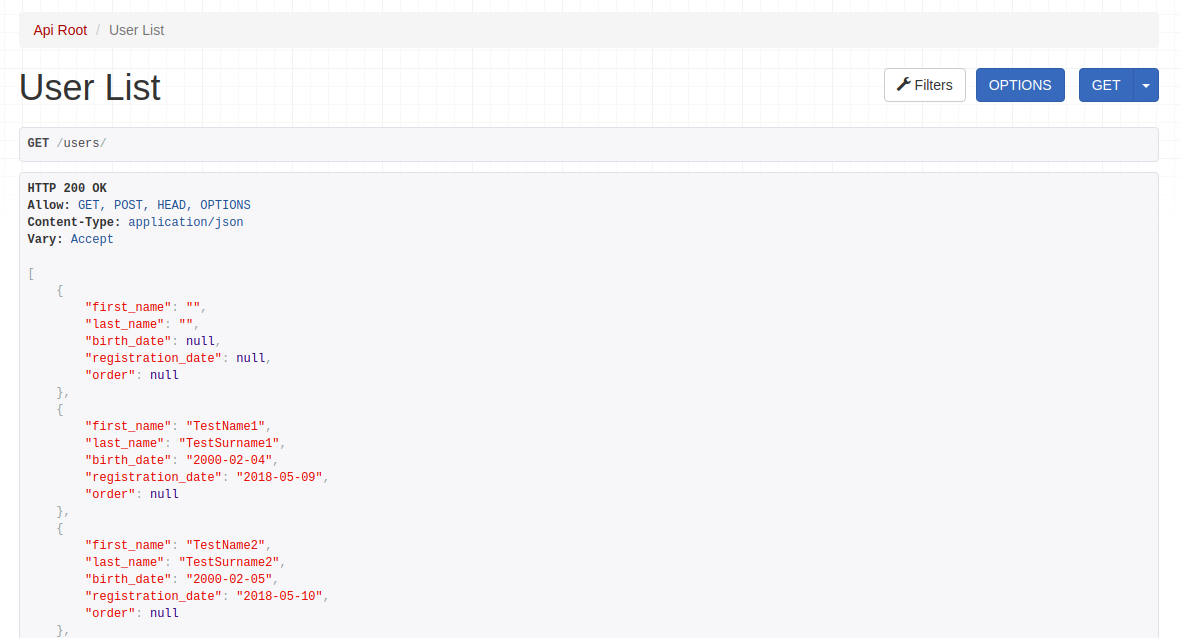 Api Root / User List
User List
Filters OPTIONS GET
GET /users/
HTTP 200 OK
Allow: GET, POST, HEAD, OPTIONS
Content-Type: application/json
Vary: Accept
[
    {
        "first_name": "",
        "last_name": "",
        "birth_date": null,
        "registration_date": null,
        "order": null
    },
    {
        "first_name": "TestName1",
        "last_name": "TestSurname1",
        "birth_date": "2000-02-04",
        "registration_date": "2018-05-09",
        "order": null
    },
    {
        "first_name": "TestName2",
        "last_name": "TestSurname2",
        "birth_date": "2000-02-05",
        "registration_date": "2018-05-10",
        "order": null
    },